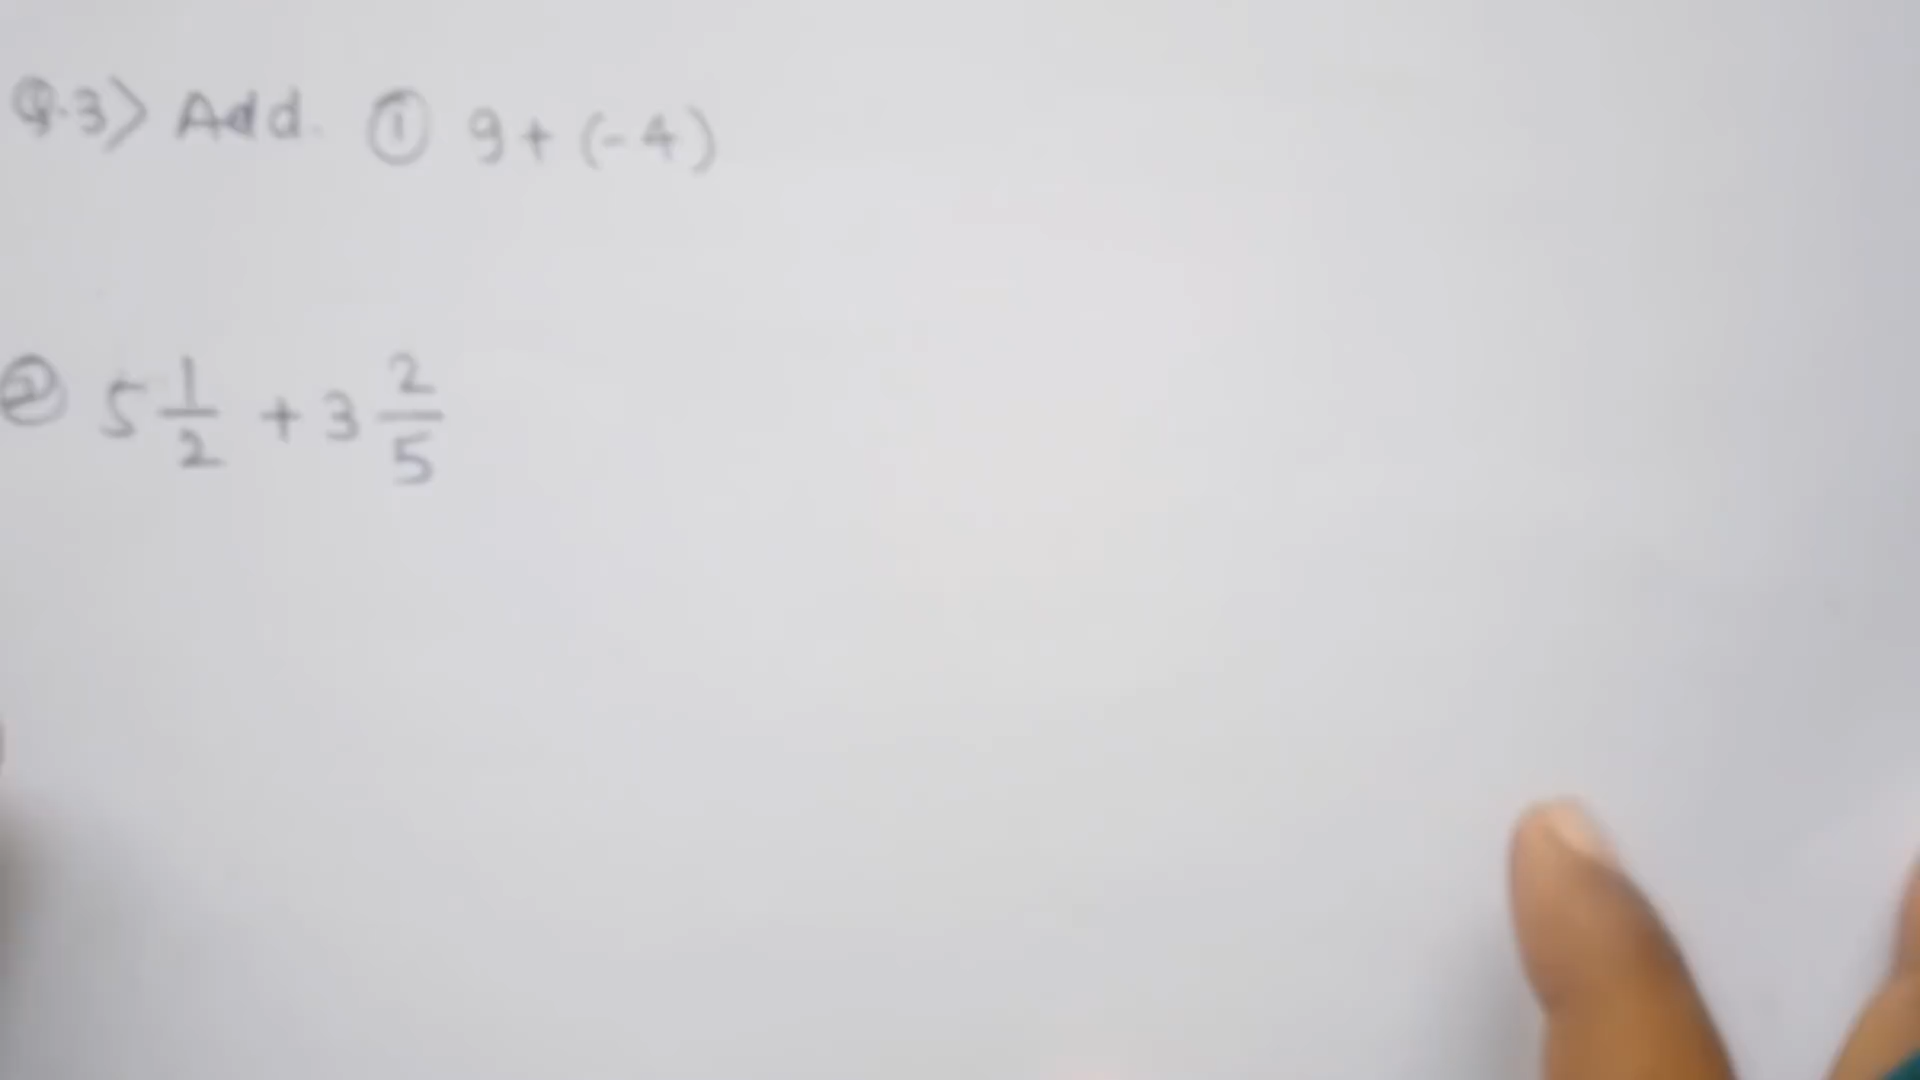 Q.3> Add. ① 9 + (-4)
② 5 1/2 + 3 2/5